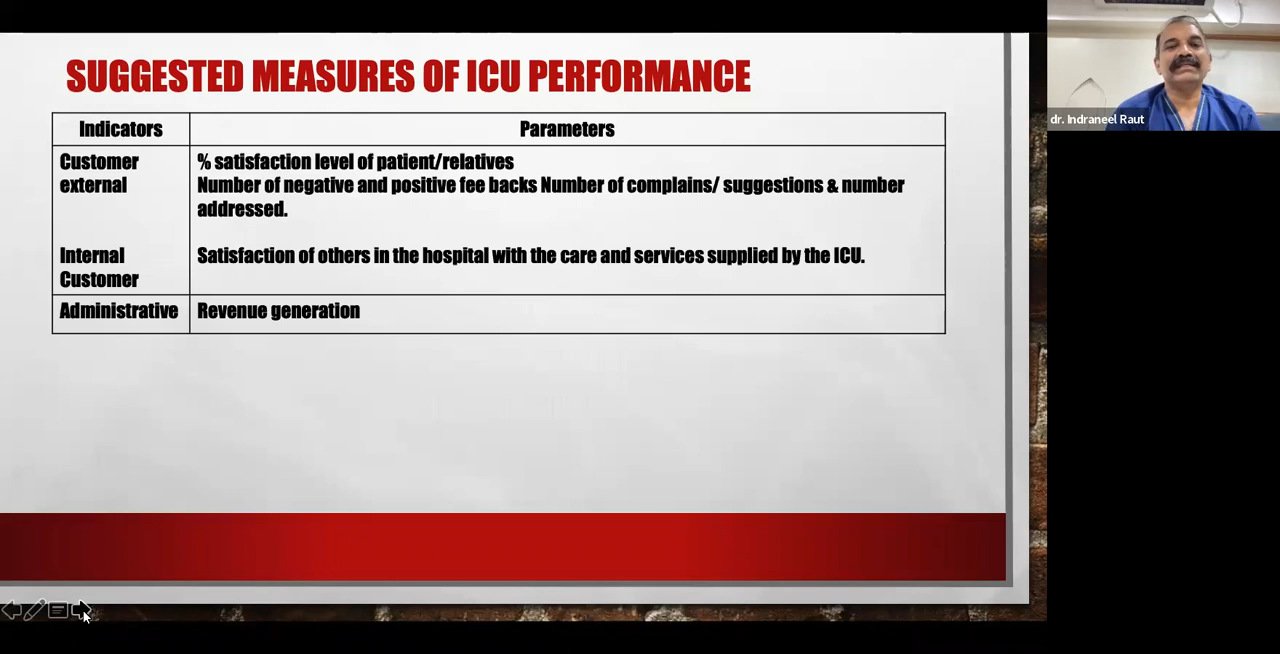 SUGGESTED MEASURES OF ICU PERFORMANCE
Indicators
Parameters
Customer
external
% satisfaction level of patient/relatives
Number of negative and positive fee backs Number of complains/ suggestions & number
addressed.
Internal
Customer
Satisfaction of others in the hospital with the care and services supplied by the ICU.
Administrative
Revenue generation
dr. Indraneel Raut